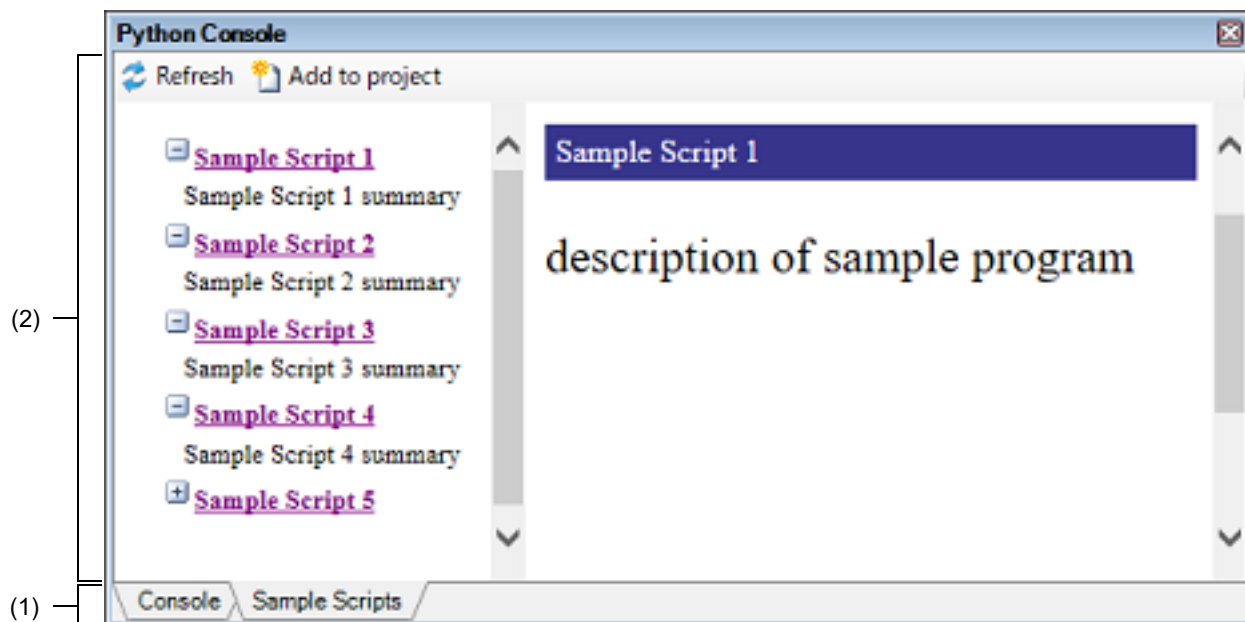 Python Console
Refresh Add to project
Sample Script 1
Sample Script 1 summary
Sample Script 2
Sample Script 2 summary
Sample Script 3
Sample Script 3 summary
Sample Script 4
Sample Script 4 summary
Sample Script 5
Sample Script 1
description of sample program
(2)
(1)
Console Sample Scripts